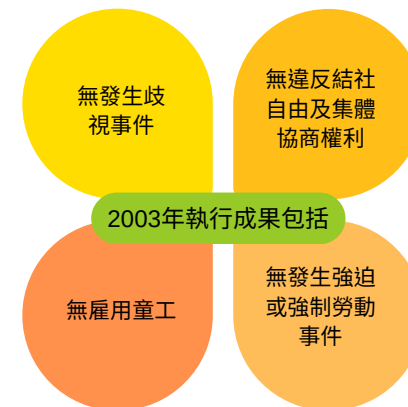 無發生歧
視事件
無違反結社
自由及集體
協商權利
2003年執行成果包括
無雇用童工
無發生強迫
或強制勞動
事件